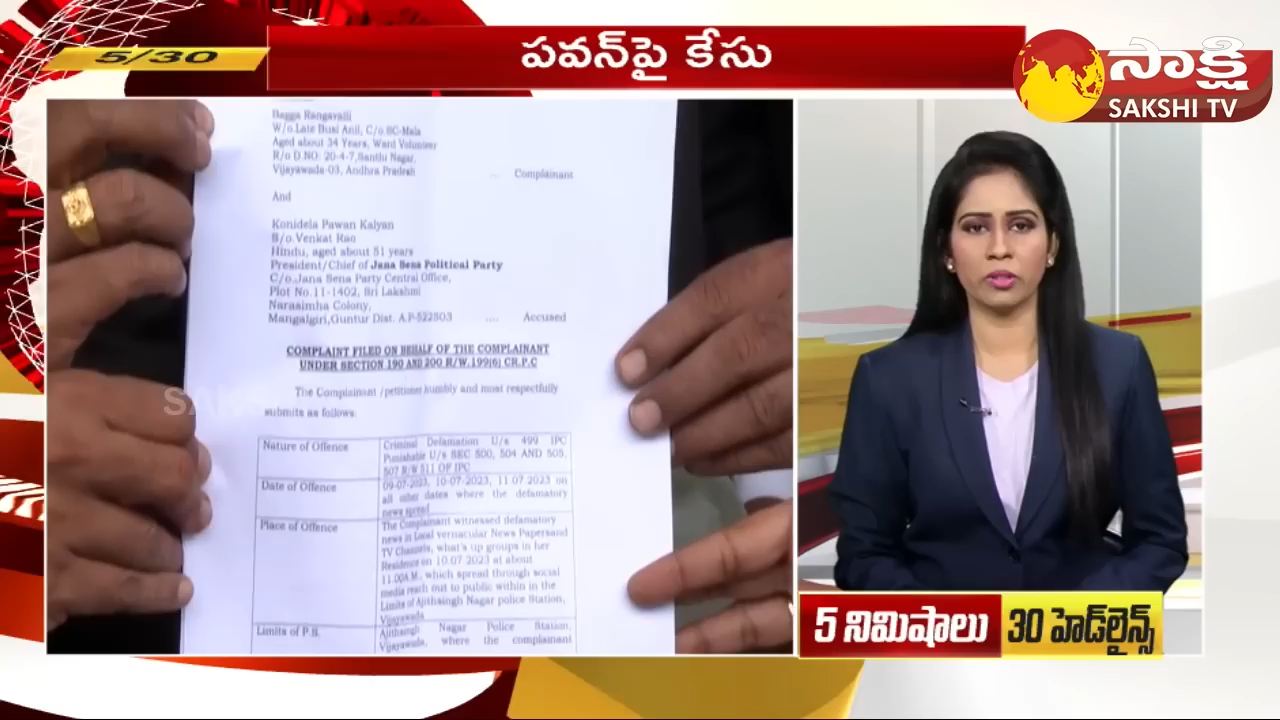 5/30
పవన్‌పై కేసు
సాక్షి
SAKSHI TV
Bagga Rangavalli
W/o.Late Busi Anil, C/o.SC-Mala
Aged about 34 Years, Ward Volunteer
R/o D.NO: 20-4-7,Santhi Nagar,
Vijayawada-03, Andhra Pradesh ... Complainant
And
Konidela Pawan Kalyan
S/o.Venkat Rao
Hindu, aged about 51 years
President/Chief of Jana Sena Political Party
C/o.Jana Sena Party Central Office,
Plot No.11-1402, Sri Lakshmi
Narasimha Colony,
Mangalgiri,Guntur Dist. A.P-522503 .... Accused
COMPLAINT FILED ON BEHALF OF THE COMPLAINANT
UNDER SECTION 190 AND 200 R/W.199(6) CR.P.C
The Complainant /petitioner humbly and most respectfully
submits as follows:
Nature of Offence
Criminal Defamation U/s 499 IPC
Punishable U/s SEC 500, 504 AND 505,
507 R/W 511 OF IPC
Date of Offence
09-07-2023, 10-07-2023, 11 07-2023 on
all other dates where the defamatory
news spread
Place of Offence
The Complainant witnessed defamatory
news in Local vernacular News Papersand
TV Channels, what's up groups in her
Residence on 10.07 2023 at about
11.00A.M, which spread through social
media reach out to public within in the
Limits of Ajithsingh Nagar police Station,
Vijayawada
Limits of P.S.
Ajithsingh Nagar Police Station,
Vijayawada, where the complainant
5 నిమిషాలు
30 హెడ్‌లైన్స్